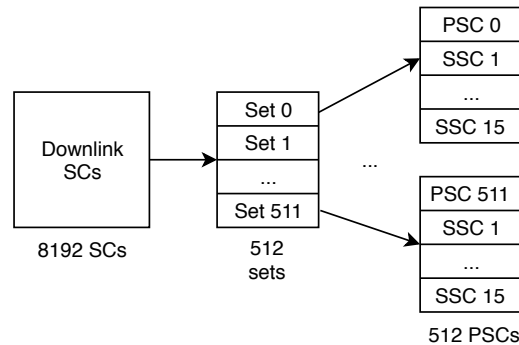 Downlink
SCs
8192 SCs
Set 0
Set 1
...
Set 511
512
sets
...
PSC 0
SSC 1
...
SSC 15
PSC 511
SSC 1
...
SSC 15
512 PSCs